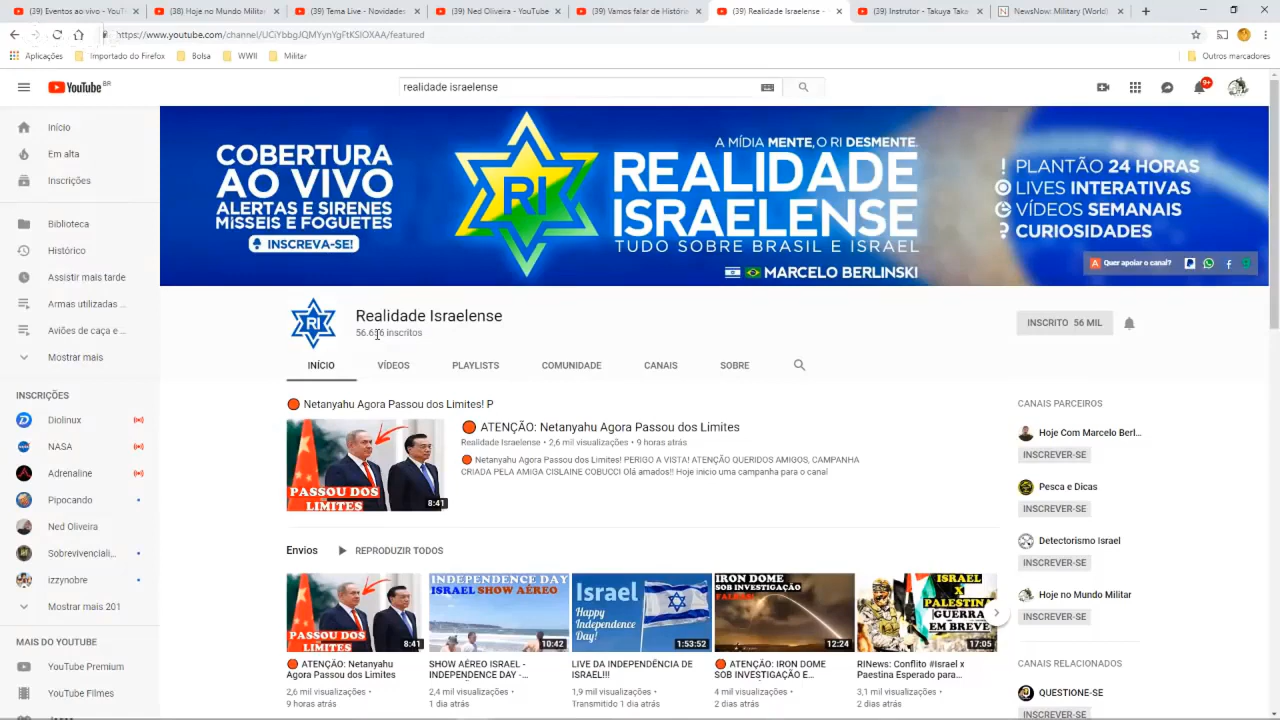 (39) Eventos ao vivo - YouT
(38) Hoje no Mundo Militar
(39) Tema Live - Novidades
(39) Ned Oliveira - YouTube
(39) Vamos falar de Histór
(39) Realidade Israelense -
(39) Instrutor - Takuya Take
NewsNow: Military (World)
https://www.youtube.com/channel/UCiYbbgJQMYynYgFtKSIOXAA/featured
Aplicações
Importado do Firefox
Bolsa
WWII
Militar
Outros marcadores
YouTube BR
realidade israelense
9+
Início
Em alta
Inscrições
Biblioteca
Histórico
Assistir mais tarde
Armas utilizadas ...
Aviões de caça e ...
Mostrar mais
INSCRIÇÕES
Diolinux
NASA
Adrenaline
Pipocando
Ned Oliveira
Sobrevivenciali...
izzynobre
Mostrar mais 201
MAIS DO YOUTUBE
YouTube Premium
YouTube Filmes
COBERTURA
AO VIVO
ALERTAS E SIRENES
MISSEIS E FOGUETES
INSCREVA-SE!
RI
A MÍDIA MENTE, O RI DESMENTE.
REALIDADE
ISRAELENSE
TUDO SOBRE BRASIL E ISRAEL
MARCELO BERLINSKI
PLANTÃO 24 HORAS
LIVES INTERATIVAS
VÍDEOS SEMANAIS
CURIOSIDADES
Quer apoiar o canal?
RI
Realidade Israelense
inscritos
INSCRITO 56 MIL
INÍCIO
VÍDEOS
PLAYLISTS
COMUNIDADE
CANAIS
SOBRE
Netanyahu Agora Passou dos Limites! P
PASSOU DOS
LIMITES
8:41
ATENÇÃO: Netanyahu Agora Passou dos Limites
Realidade Israelense • 2,6 mil visualizações • 9 horas atrás
Netanyahu Agora Passou dos Limites! PERIGO A VISTA! ATENÇÃO QUERIDOS AMIGOS, CAMPANHA
CRIADA PELA AMIGA CISLAINE COBUCCI Olá amados!! Hoje inicio uma campanha para o canal
Envios
REPRODUZIR TODOS
PASSOU DOS
LIMITES
8:41
ATENÇÃO: Netanyahu
Agora Passou dos Limites
2,6 mil visualizações •
9 horas atrás
INDEPENDENCE DAY
ISRAEL SHOW AÉREO
10:42
SHOW AÉREO ISRAEL -
INDEPENDENCE DAY -...
2,4 mil visualizações •
1 dia atrás
Israel
Happy
Independence
Day!
1:53:52
LIVE DA INDEPENDÊNCIA DE
ISRAEL!!!
1,9 mil visualizações •
Transmitido 1 dia atrás
IRON DOME
SOB INVESTIGAÇÃO
12:24
ATENÇÃO: IRON DOME
SOB INVESTIGAÇÃO E...
4 mil visualizações •
2 dias atrás
ISRAEL
X
PALESTINA
GUERRA
EM BREVE
17:05
RINews: Conflito #Israel x
Paestina Esperado para...
3,1 mil visualizações •
2 dias atrás
CANAIS PARCEIROS
Hoje Com Marcelo Berl...
INSCREVER-SE
Pesca e Dicas
INSCREVER-SE
Detectorismo Israel
INSCREVER-SE
Hoje no Mundo Militar
INSCREVER-SE
CANAIS RELACIONADOS
QUESTIONE-SE
INSCREVER-SE